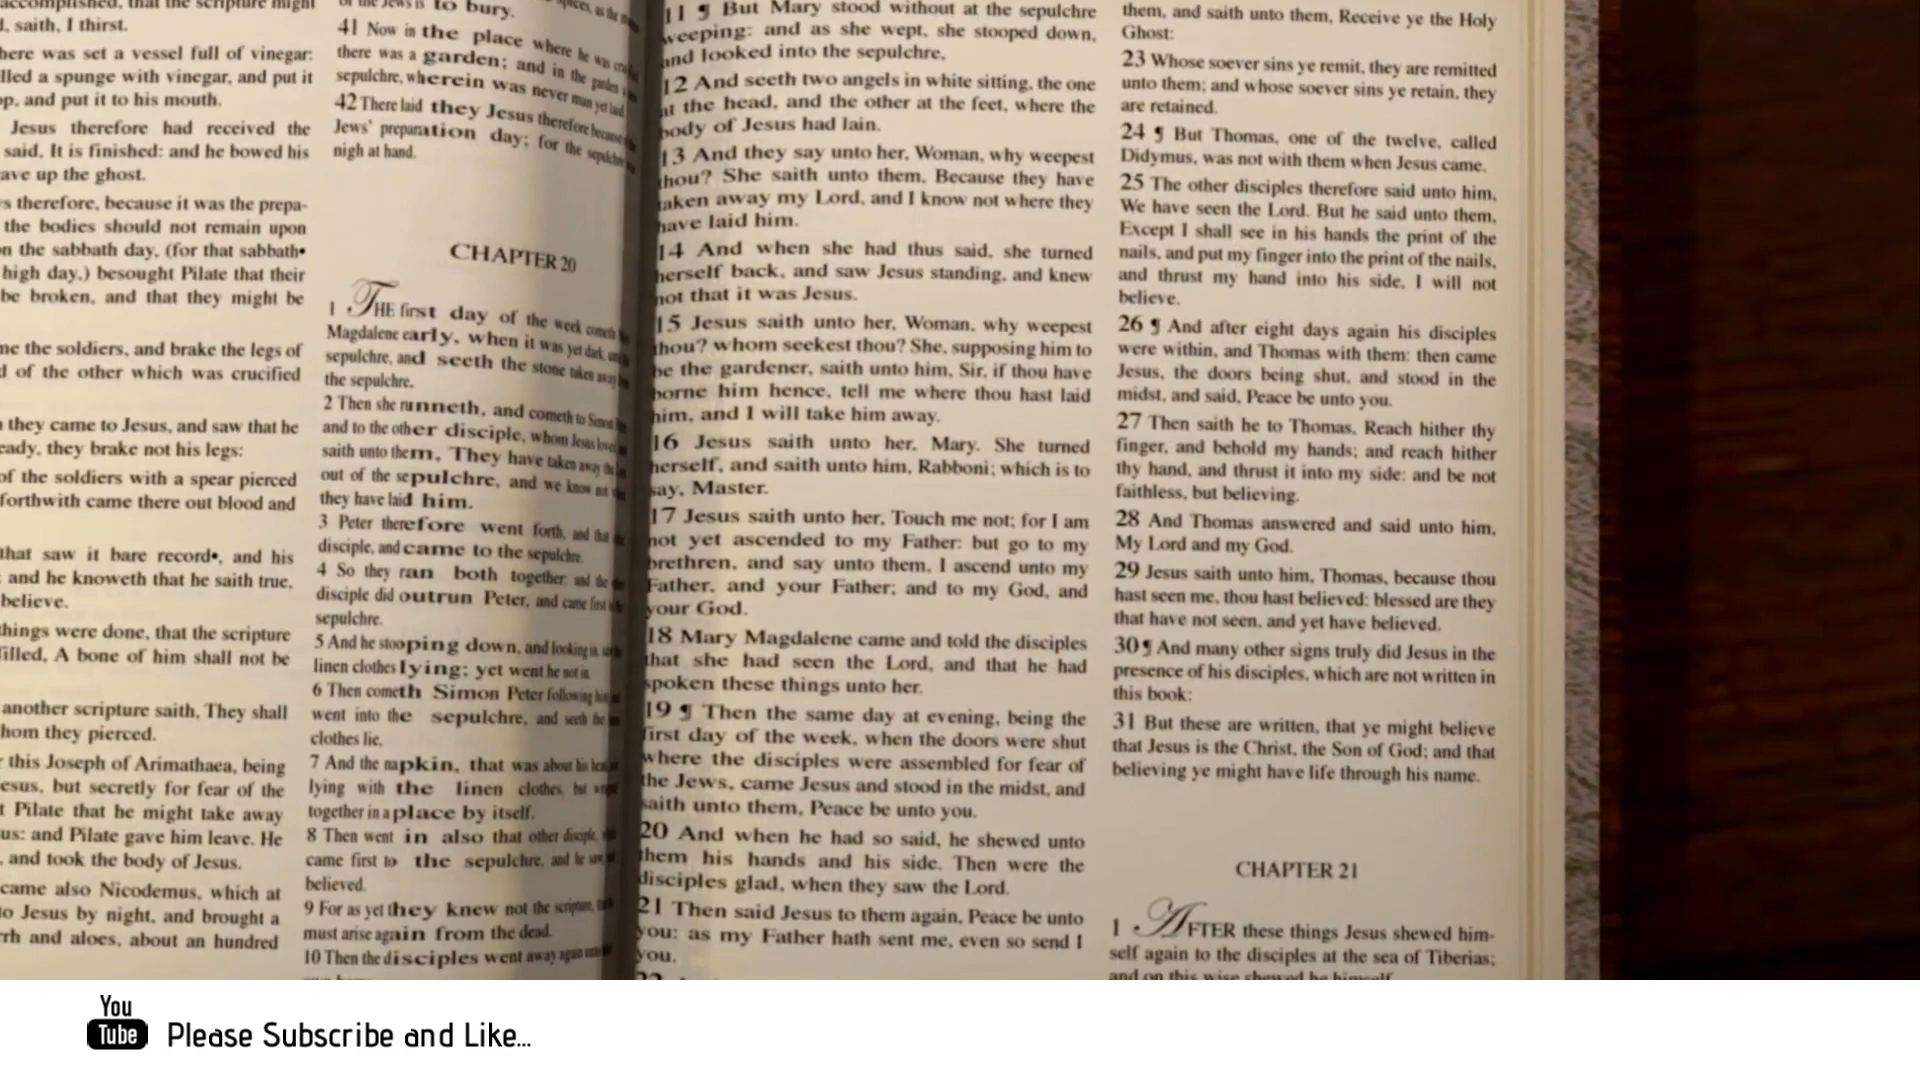 accomplished, that the scripture might
, saith, I thirst.
here was set a vessel full of vinegar:
lled a spunge with vinegar, and put it
op, and put it to his mouth.
Jesus therefore had received the
said, It is finished: and he bowed his
ave up the ghost.
s therefore, because it was the prepa-
the bodies should not remain upon
on the sabbath day, (for that sabbath•
high day,) besought Pilate that their
be broken, and that they might be
me the soldiers, and brake the legs of
d of the other which was crucified
they came to Jesus, and saw that he
eady, they brake not his legs:
of the soldiers with a spear pierced
forthwith came there out blood and
that saw it bare record•, and his
and he knoweth that he saith true,
believe.
things were done, that the scripture
filled, A bone of him shall not be
another scripture saith, They shall
hom they pierced.
this Joseph of Arimathaea, being
esus, but secretly for fear of the
t Pilate that he might take away
us: and Pilate gave him leave. He
, and took the body of Jesus.
came also Nicodemus, which at
to Jesus by night, and brought a
rrh and aloes, about an hundred
of the Jews is to bury.
41 Now in the place where he was
there was a garden; and in the garden a
sepulchre, wherein was never man yet laid
42 There laid they Jesus therefore because
Jews' preparation day; for the sepulchre
nigh at hand.
CHAPTER 20
1 THE first day of the week cometh
Magdalene early, when it was yet dark,
sepulchre, and seeth the stone taken away
the sepulchre.
2 Then she runneth, and cometh to Simon
and to the other disciple, whom Jesus loved
saith unto them, They have taken away the
out of the sepulchre, and we know not
they have laid him.
3 Peter therefore went forth, and that
disciple, and came to the sepulchre.
4 So they ran both together: and the
disciple did outrun Peter, and came first
sepulchre.
5 And he stooping down, and looking in,
linen clothes lying; yet went he not in.
6 Then cometh Simon Peter following him,
went into the sepulchre, and seeth the
clothes lie,
7 And the napkin, that was about his head,
lying with the linen clothes, but
together in a place by itself.
8 Then went in also that other disciple,
came first to the sepulchre, and he saw
believed.
9 For as yet they knew not the scripture,
must arise again from the dead.
10 Then the disciples went away again unto
11 ¶ But Mary stood without at the sepulchre
weeping: and as she wept, she stooped down,
and looked into the sepulchre,
12 And seeth two angels in white sitting, the one
at the head, and the other at the feet, where the
body of Jesus had lain.
13 And they say unto her, Woman, why weepest
thou? She saith unto them, Because they have
taken away my Lord, and I know not where they
have laid him.
14 And when she had thus said, she turned
herself back, and saw Jesus standing, and knew
not that it was Jesus.
15 Jesus saith unto her, Woman, why weepest
thou? whom seekest thou? She, supposing him to
be the gardener, saith unto him, Sir, if thou have
borne him hence, tell me where thou hast laid
him, and I will take him away.
16 Jesus saith unto her, Mary. She turned
herself, and saith unto him, Rabboni; which is to
say, Master.
17 Jesus saith unto her, Touch me not; for I am
not yet ascended to my Father: but go to my
brethren, and say unto them, I ascend unto my
Father, and your Father; and to my God, and
your God.
18 Mary Magdalene came and told the disciples
that she had seen the Lord, and that he had
spoken these things unto her.
19 ¶ Then the same day at evening, being the
first day of the week, when the doors were shut
where the disciples were assembled for fear of
the Jews, came Jesus and stood in the midst, and
saith unto them, Peace be unto you.
20 And when he had so said, he shewed unto
them his hands and his side. Then were the
disciples glad, when they saw the Lord.
21 Then said Jesus to them again, Peace be unto
you: as my Father hath sent me, even so send I
you.
them, and saith unto them, Receive ye the Holy
Ghost:
23 Whose soever sins ye remit, they are remitted
unto them; and whose soever sins ye retain, they
are retained.
24 ¶ But Thomas, one of the twelve, called
Didymus, was not with them when Jesus came.
25 The other disciples therefore said unto him,
We have seen the Lord. But he said unto them,
Except I shall see in his hands the print of the
nails, and put my finger into the print of the nails,
and thrust my hand into his side, I will not
believe.
26 ¶ And after eight days again his disciples
were within, and Thomas with them: then came
Jesus, the doors being shut, and stood in the
midst, and said, Peace be unto you.
27 Then saith he to Thomas, Reach hither thy
finger, and behold my hands; and reach hither
thy hand, and thrust it into my side: and be not
faithless, but believing.
28 And Thomas answered and said unto him,
My Lord and my God.
29 Jesus saith unto him, Thomas, because thou
hast seen me, thou hast believed: blessed are they
that have not seen, and yet have believed.
30 ¶ And many other signs truly did Jesus in the
presence of his disciples, which are not written in
this book:
31 But these are written, that ye might believe
that Jesus is the Christ, the Son of God; and that
believing ye might have life through his name.
CHAPTER 21
1 AFTER these things Jesus shewed him-
self again to the disciples at the sea of Tiberias;
and on this wise shewed he himself.
You
Tube
Please Subscribe and Like...